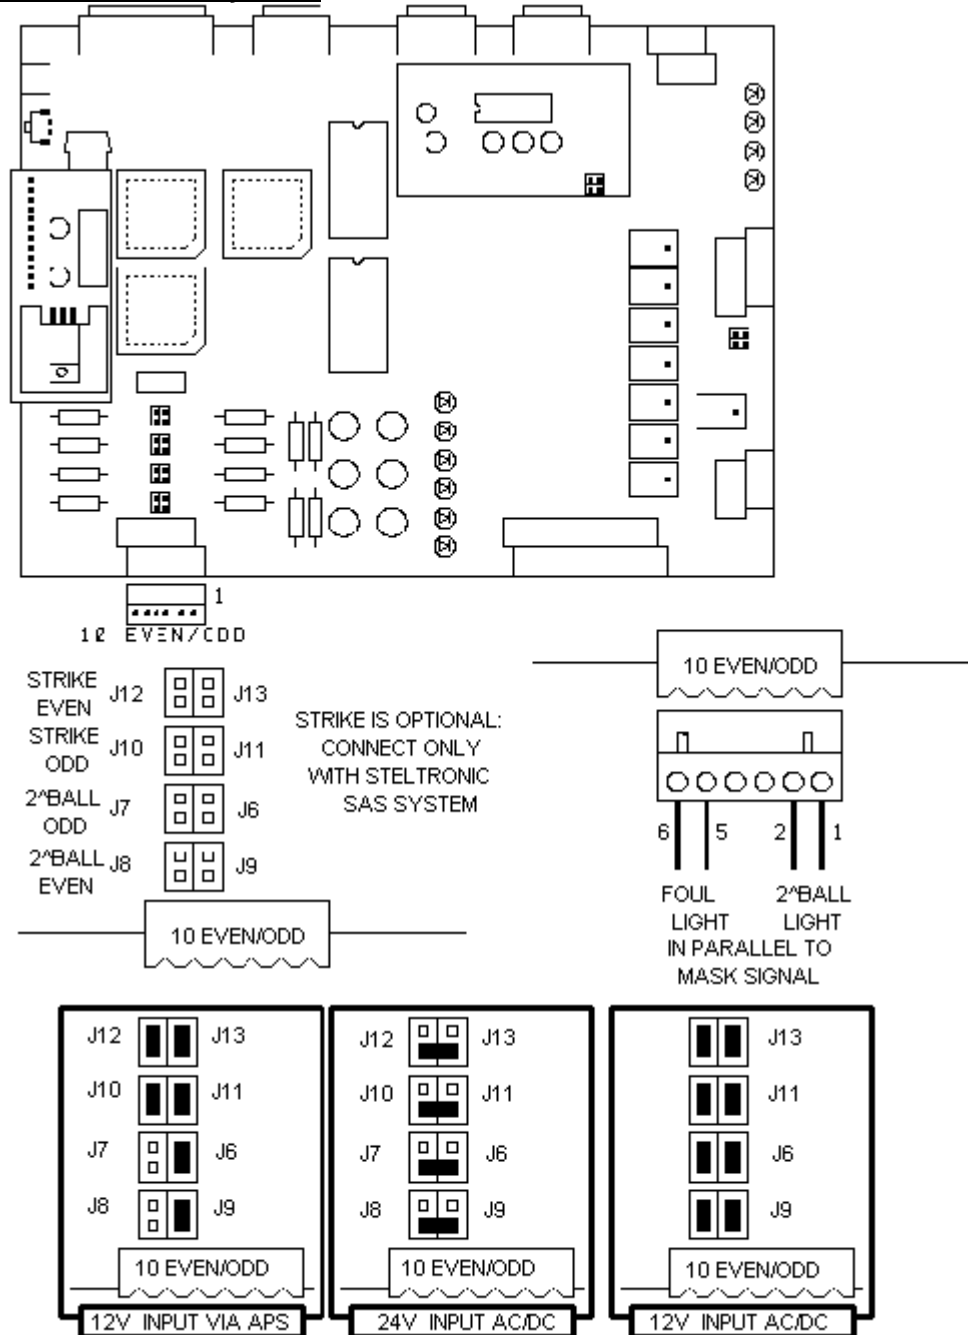 1
10 EVEN/CDD
STRIKE
EVEN
J12
J13
STRIKE
ODD
J10
J11
2^BALL
ODD
J7
J6
2^BALL
EVEN
J8
J9
STRIKE IS OPTIONAL:
CONNECT ONLY
WITH STELTRONIC
SAS SYSTEM
10 EVEN/ODD
10 EVEN/ODD
6
5
2
1
FOUL
LIGHT
2^BALL
LIGHT
IN PARALLEL TO
MASK SIGNAL
J12
J13
J10
J11
J7
J6
J8
J9
10 EVEN/ODD
12V INPUT VIA APS
J12
J13
J10
J11
J7
J6
J8
J9
10 EVEN/ODD
24V INPUT AC/DC
J13
J11
J6
J9
10 EVEN/ODD
12V INPUT AC/DC